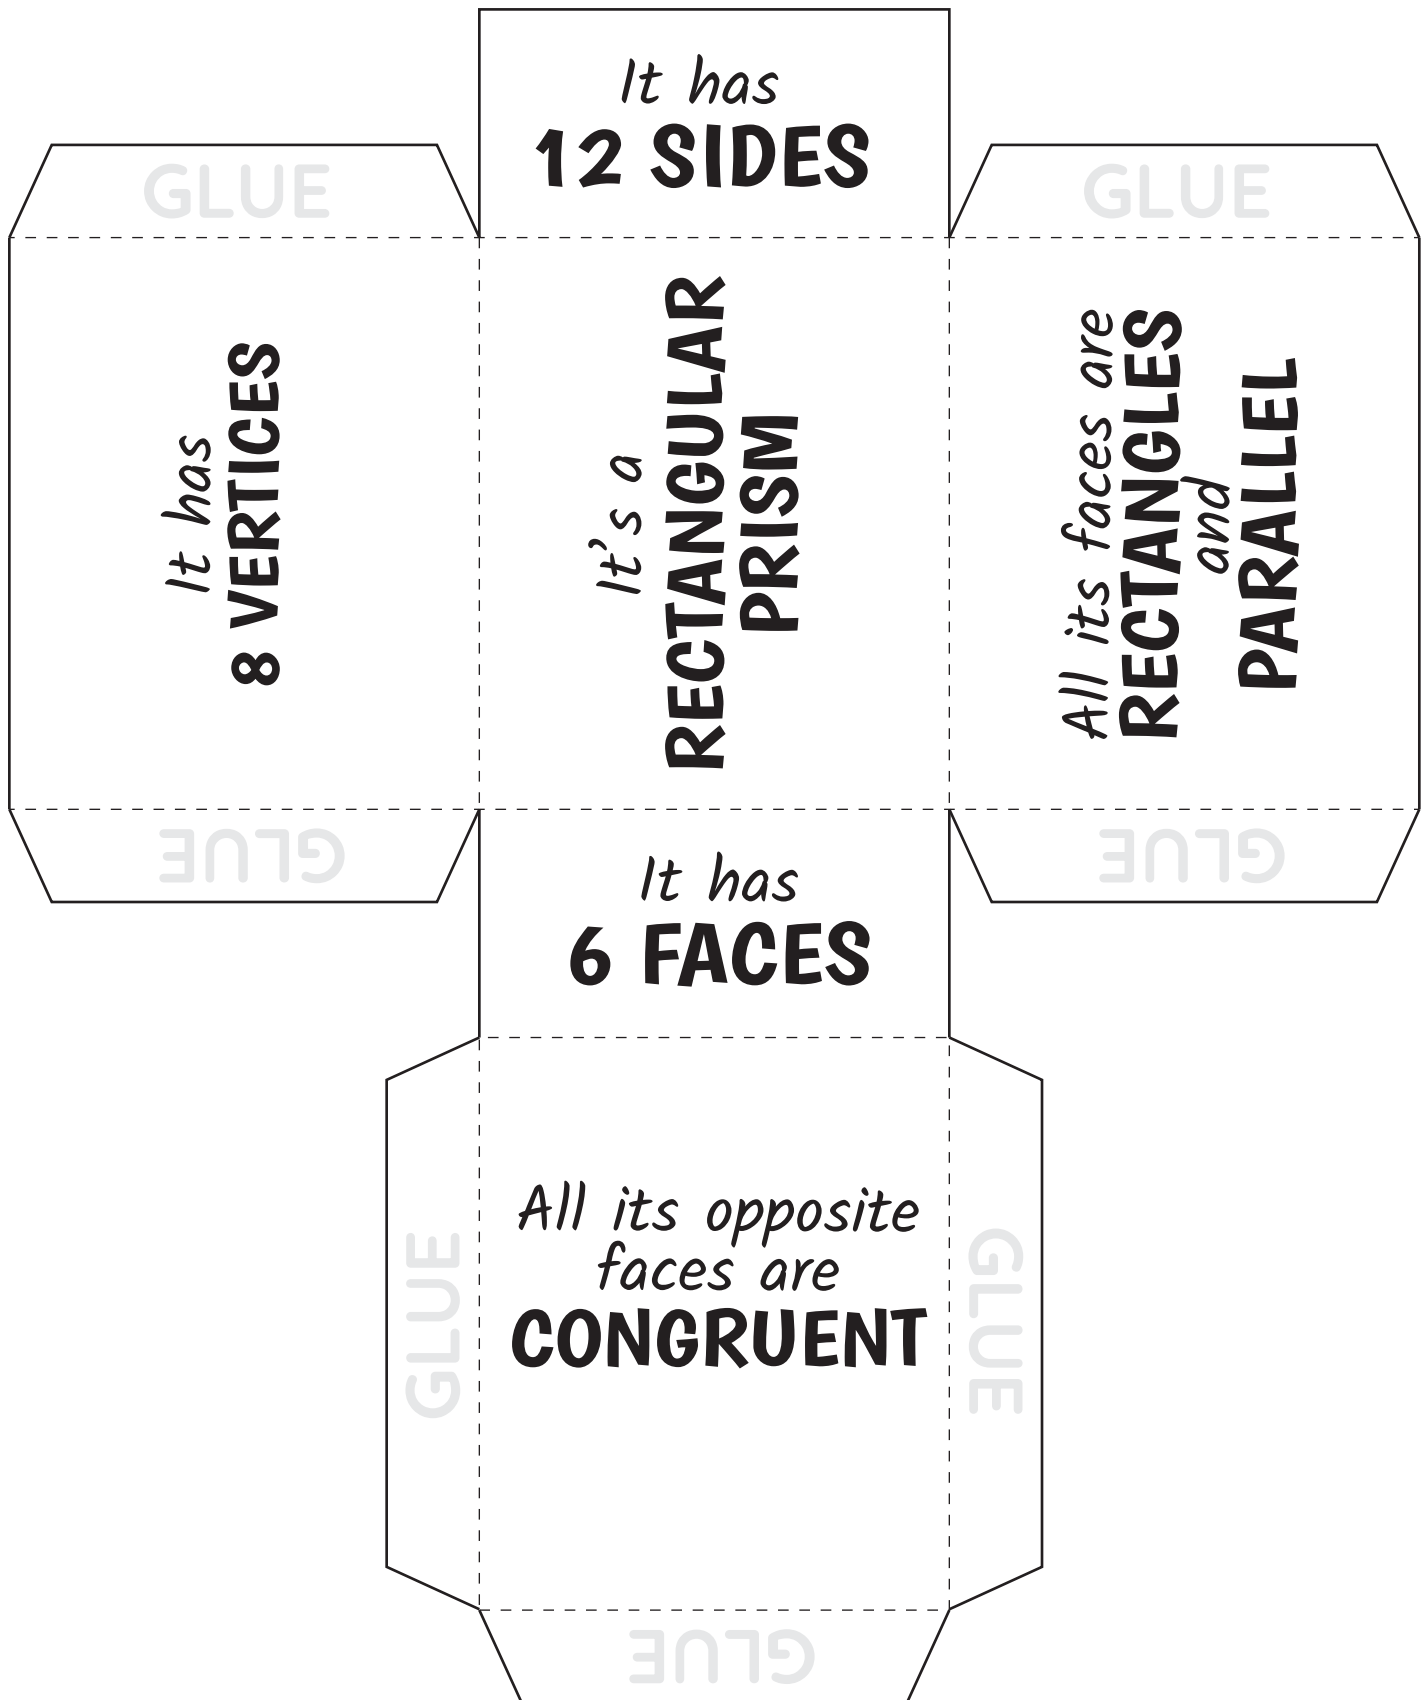 It has
12 SIDES
GLUE
GLUE
It has
8 VERTICES
It's a
RECTANGULAR
PRISM
All its faces are
RECTANGLES
and
PARALLEL
GLUE
GLUE
It has
6 FACES
All its opposite
faces are
CONGRUENT
GLUE
GLUE
GLUE